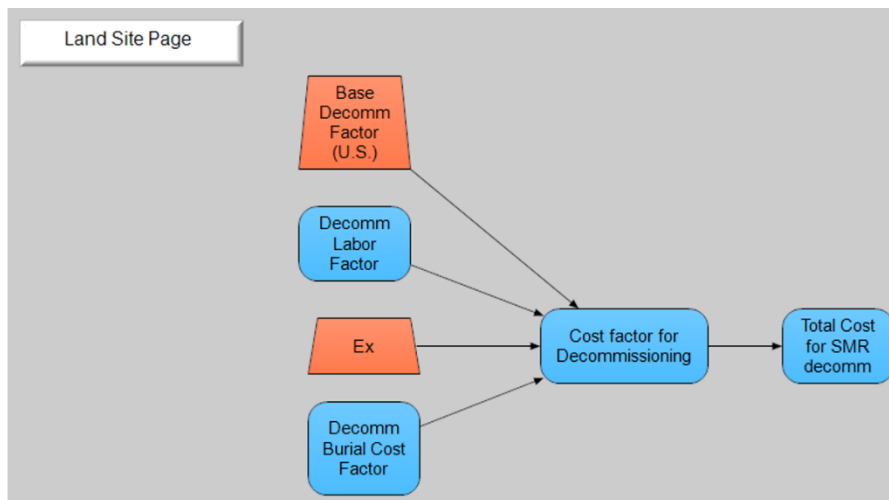 Land Site Page
Base
Decomm
Factor
(U.S.)
Decomm
Labor
Factor
Ex
Decomm
Burial Cost
Factor
Cost factor for
Decommissioning
Total Cost
for SMR
decomm